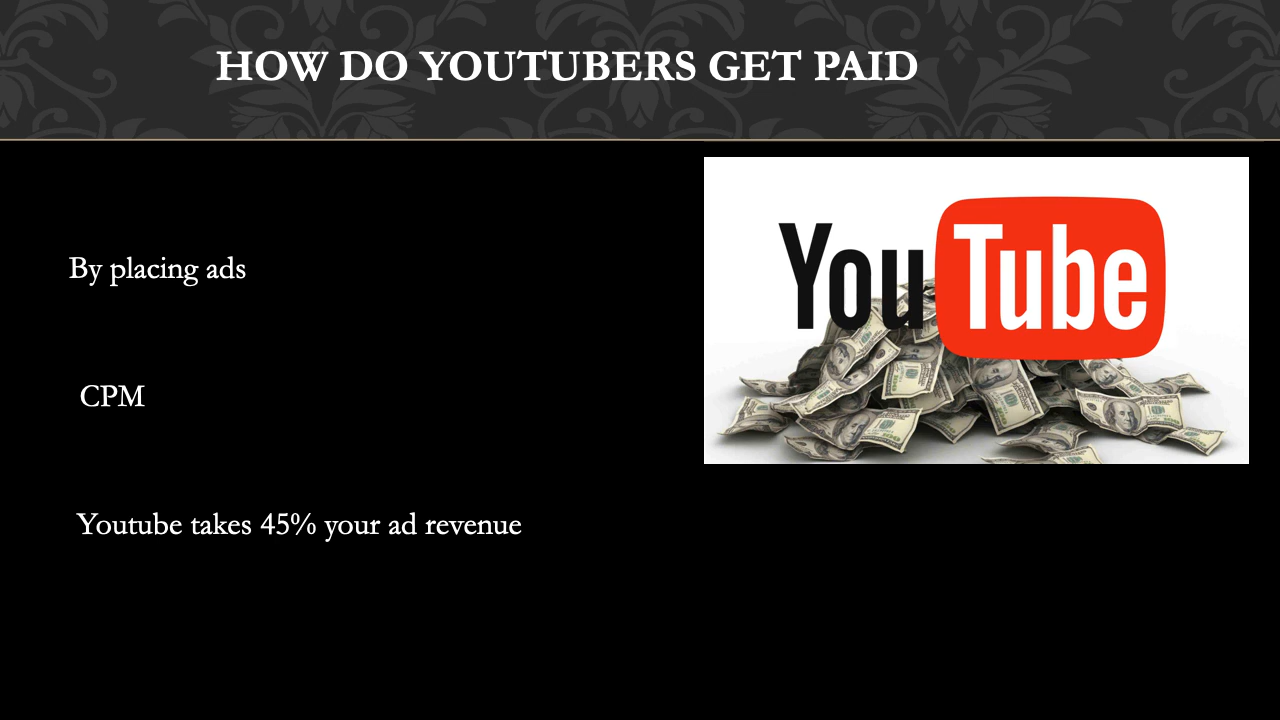 HOW DO YOUTUBERS GET PAID
By placing ads
CPM
Youtube takes 45% your ad revenue
YouTube